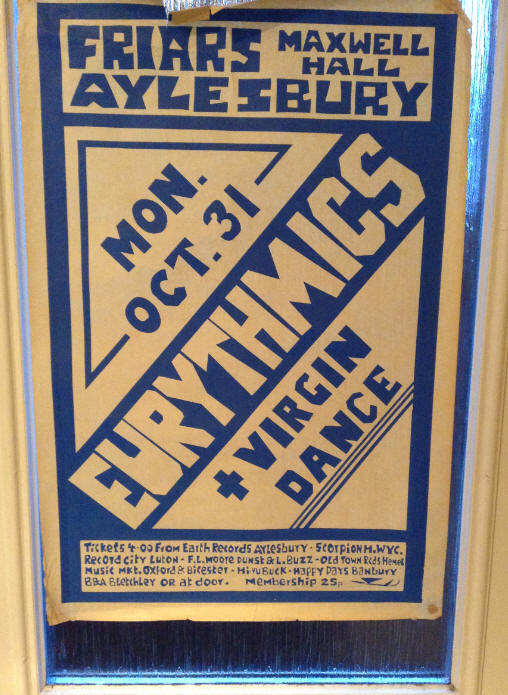 FRIARS MAXWELL
HALL
AYLESBURY
MON.
OCT. 31
EURYTHMICS
+ VIRGIN
DANCE
Tickets 4·00 From Earth Records Aylesbury - Scorpion H.Wyc.
Record City Luton - F.L. Moore Dunst & L. Buzz - Old Town Rcds Hemel
Music Mkt. Oxford & Bicester - Hi Vu Buck - Happy Days Banbury
B&A Bletchley or at door. Membership 25p